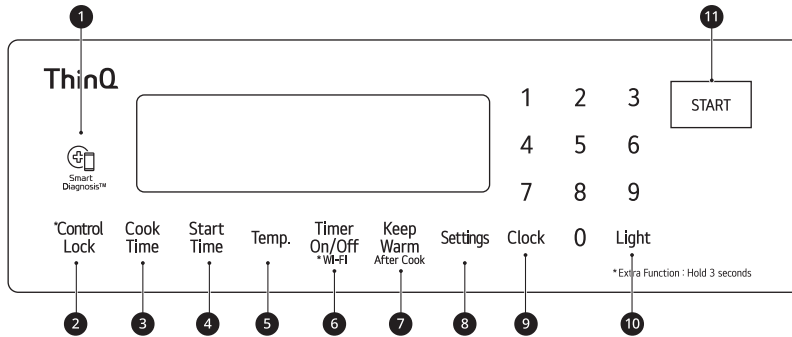 1
11
ThinQ
1 2 3
START
4 5 6
Smart
Diagnosis™
7 8 9
*Control
Lock
Cook
Time
Start
Time
Temp.
Timer
On/Off
*WI-FI
Keep
Warm
After Cook
Settings
Clock
0
Light
*Extra Function : Hold 3 seconds
2 3 4 5 6 7 8 9 10